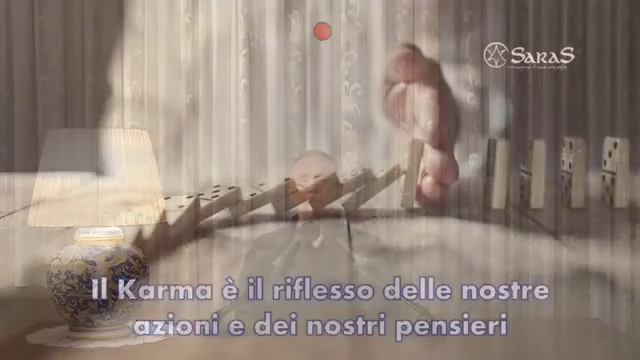 SaraS
Il Karma è il riflesso delle nostre
azioni e dei nostri pensieri